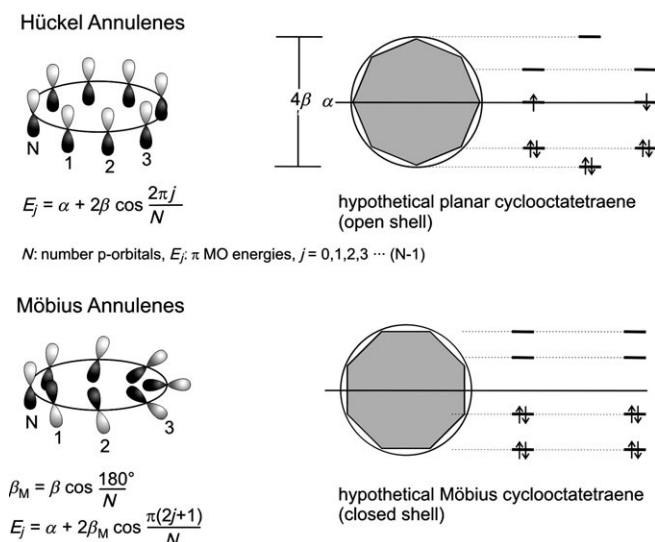 Hückel Annulenes
4β
α
N
1
2
3
E_j = α + 2β cos 2πj/N
hypothetical planar cyclooctatetraene
(open shell)
N: number p-orbitals, E_j: π MO energies, j = 0,1,2,3 ··· (N-1)
Möbius Annulenes
N
1
2
3
β_M = β cos 180°/N
E_j = α + 2β_M cos π(2j+1)/N
hypothetical Möbius cyclooctatetraene
(closed shell)